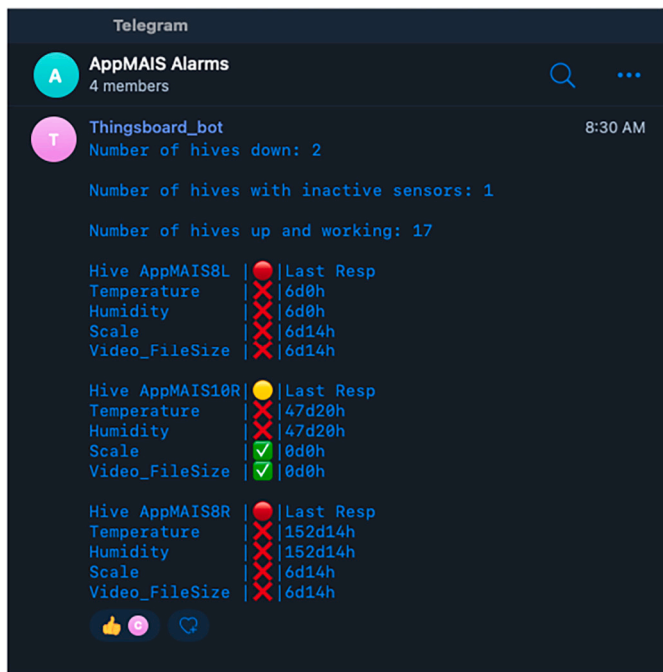 Telegram
A
AppMAIS Alarms
4 members
T
Thingsboard_bot
8:30 AM
Number of hives down: 2
Number of hives with inactive sensors: 1
Number of hives up and working: 17
Hive AppMAIS8L |🔴|Last Resp
Temperature |❌|6d0h
Humidity |❌|6d0h
Scale |❌|6d14h
Video_FileSize |❌|6d14h
Hive AppMAIS10R|🟡|Last Resp
Temperature |❌|47d20h
Humidity |❌|47d20h
Scale |✅|0d0h
Video_FileSize |✅|0d0h
Hive AppMAIS8R |🔴|Last Resp
Temperature |❌|152d14h
Humidity |❌|152d14h
Scale |❌|6d14h
Video_FileSize |❌|6d14h
C